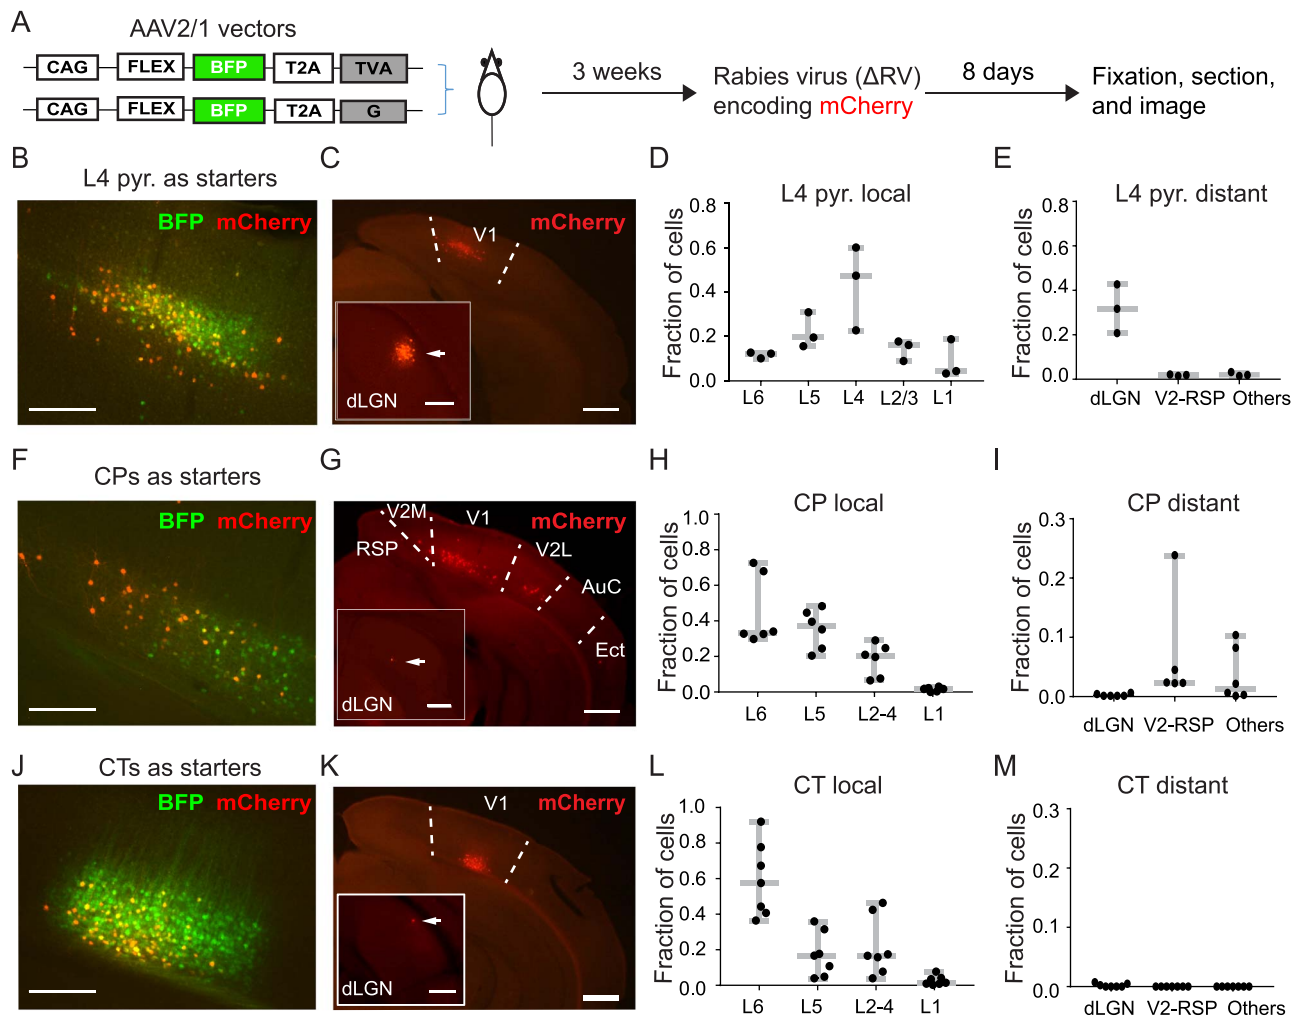 A
AAV2/1 vectors
CAG FLEX BFP T2A TVA
CAG FLEX BFP T2A G
3 weeks
Rabies virus (ΔRV)
encoding mCherry
8 days
Fixation, section,
and image
B
L4 pyr. as starters
BFP mCherry
C
mCherry
V1
dLGN
D
L4 pyr. local
Fraction of cells
0.8
0.6
0.4
0.2
0.0
L6 L5 L4 L2/3 L1
E
L4 pyr. distant
Fraction of cells
0.8
0.6
0.4
0.2
0.0
dLGN V2-RSP Others
F
CPs as starters
BFP mCherry
G
V2M V1 mCherry
RSP
V2L
AuC
Ect
dLGN
H
CP local
Fraction of cells
1.0
0.8
0.6
0.4
0.2
0.0
L6 L5 L2-4 L1
I
CP distant
Fraction of cells
0.3
0.2
0.1
0.0
dLGN V2-RSP Others
J
CTs as starters
BFP mCherry
K
V1 mCherry
dLGN
L
CT local
Fraction of cells
1.0
0.8
0.6
0.4
0.2
0.0
L6 L5 L2-4 L1
M
CT distant
Fraction of cells
0.3
0.2
0.1
0.0
dLGN V2-RSP Others